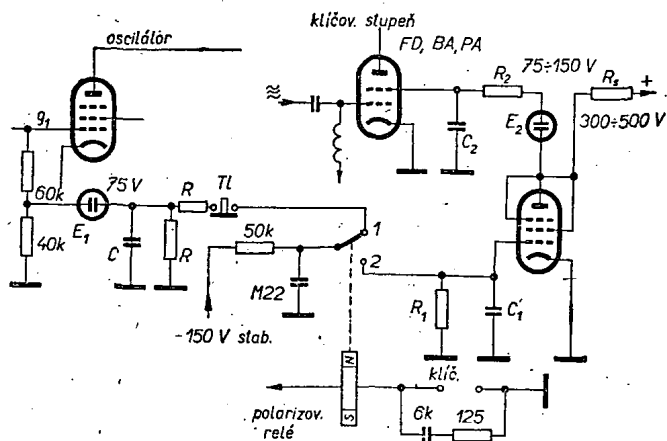 klíčov. stupeň
oscilátor
FD, BA, PA
R2
75÷150 V
Rs
+
300÷500 V
E2
C2
g1
60k
75 V
E1
R
Tl
40k
C
R
50k
1
2
M22
-150 V stab.
R1
C1'
N
S
klíč.
6k
125
polarizov.
relé